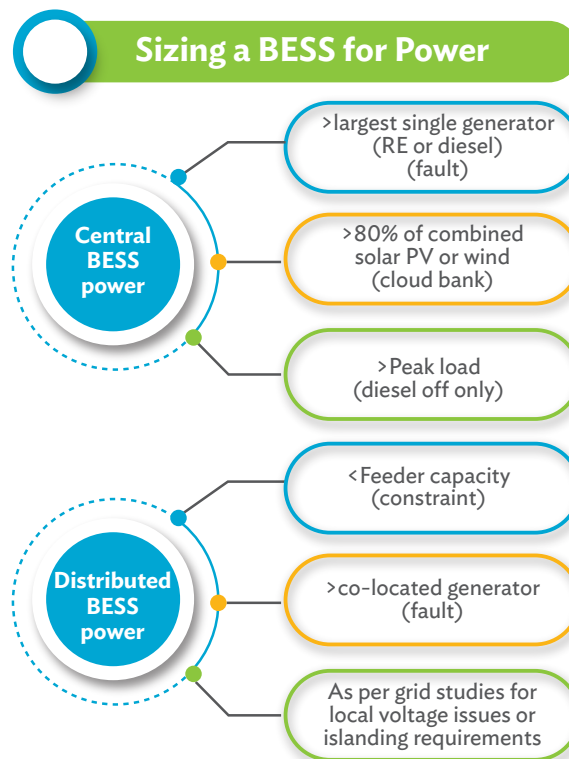 Sizing a BESS for Power
Central
BESS
power
>largest single generator
(RE or diesel)
(fault)
>80% of combined
solar PV or wind
(cloud bank)
>Peak load
(diesel off only)
Distributed
BESS
power
<Feeder capacity
(constraint)
>co-located generator
(fault)
As per grid studies for
local voltage issues or
islanding requirements